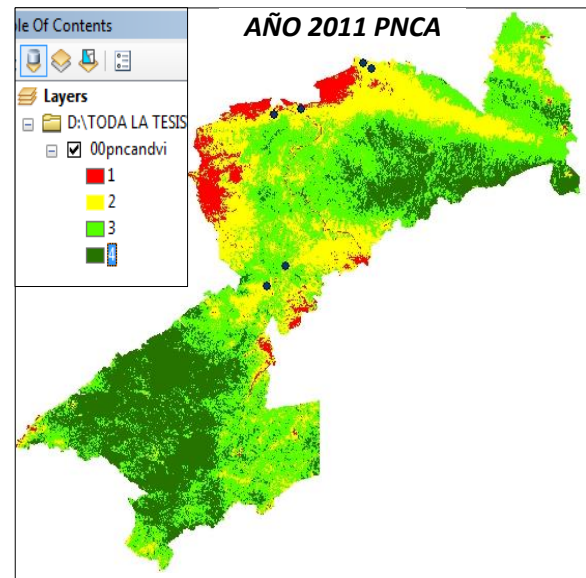 le Of Contents
AÑO 2011 PNCA
Layers
D:\TODA LA TESIS
00pncandvi
1
2
3
4